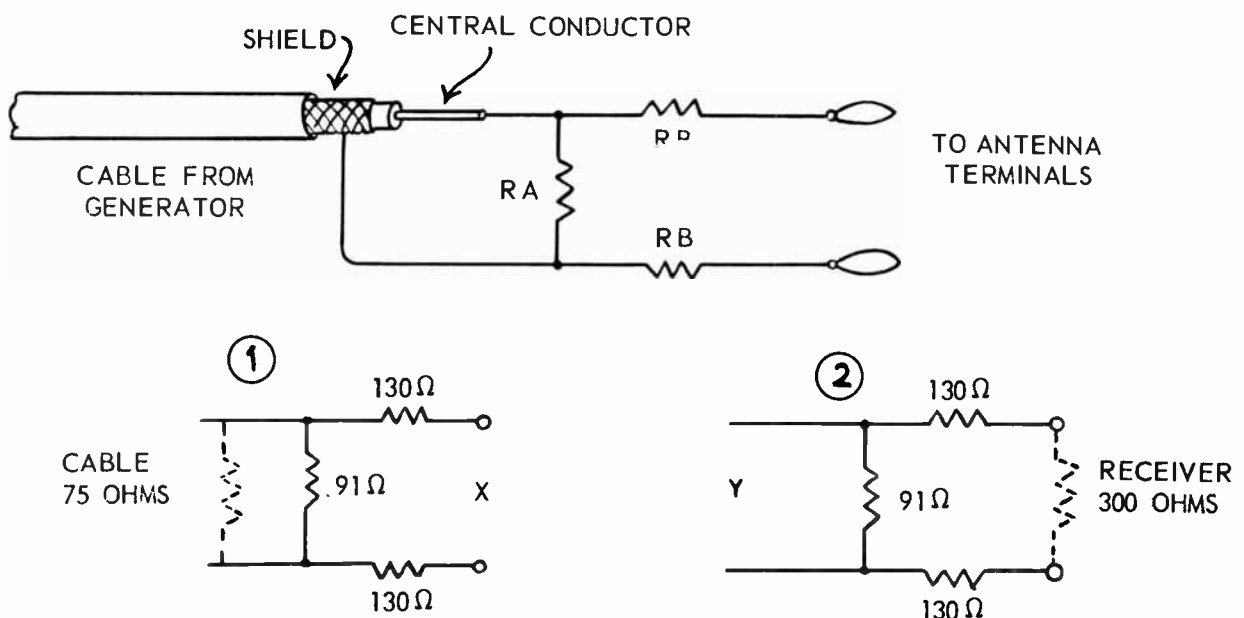 SHIELD
CENTRAL CONDUCTOR
CABLE FROM
GENERATOR
RA
RB
TO ANTENNA
TERMINALS
1
130Ω
CABLE
75 OHMS
91Ω
X
130Ω
2
130Ω
Y
91Ω
RECEIVER
300 OHMS
130Ω